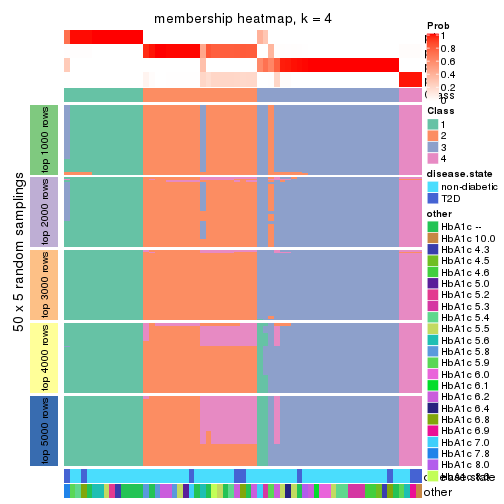 membership heatmap, k = 4
50 x 5 random samplings
top 1000 rows
top 2000 rows
top 3000 rows
top 4000 rows
top 5000 rows
Prob
1
0.8
0.6
0.4
0.2
0
Class
1
2
3
4
disease.state
non-diabetic
T2D
other
HbA1c --
HbA1c 10.0
HbA1c 4.3
HbA1c 4.5
HbA1c 4.6
HbA1c 5.0
HbA1c 5.2
HbA1c 5.3
HbA1c 5.4
HbA1c 5.5
HbA1c 5.6
HbA1c 5.8
HbA1c 5.9
HbA1c 6.0
HbA1c 6.1
HbA1c 6.2
HbA1c 6.4
HbA1c 6.8
HbA1c 6.9
HbA1c 7.0
HbA1c 7.8
HbA1c 8.0
disease.state
other